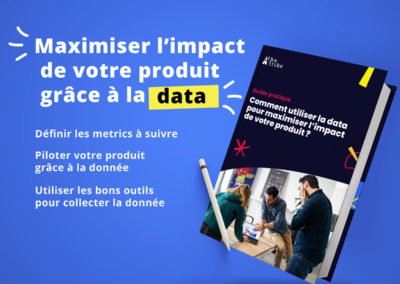 Maximiser l'impact
de votre produit
grâce à la data
Définir les metrics à suivre
Piloter votre produit
grâce à la donnée
Utiliser les bons outils
pour collecter la donnée
the
tribe
Guide pratique
Comment utiliser la data
pour maximiser l'impact
de votre produit ?